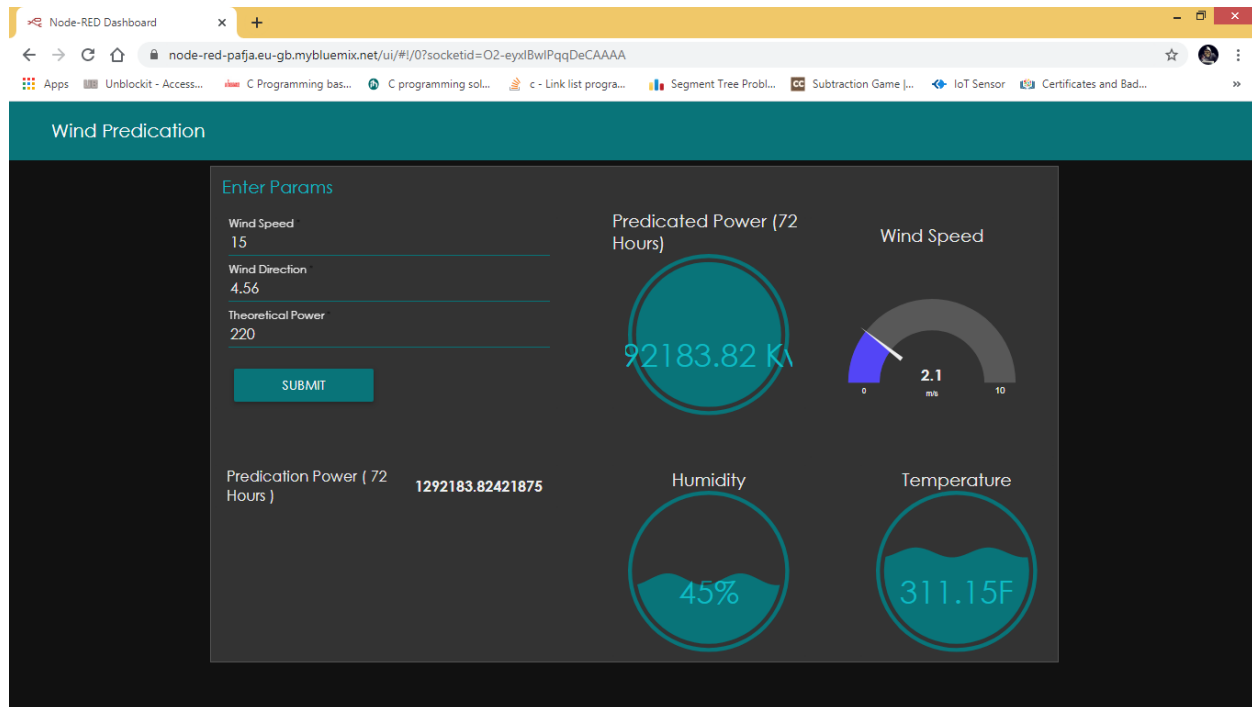 Node-RED Dashboard
node-red-pafja.eu-gb.mybluemix.net/ui/#!/0?socketid=O2-eyxIBwIPqqDeCAAAA
Apps Unblockit - Access... C Programming bas... C programming sol... c - Link list progra... Segment Tree Probl... CC Subtraction Game |... IoT Sensor Certificates and Bad... »
Wind Predication
Enter Params
Wind Speed *
15
Wind Direction *
4.56
Theoretical Power *
220
SUBMIT
Predication Power ( 72
Hours )
1292183.82421875
Predicated Power (72
Hours)
92183.82 K
Wind Speed
2.1
m/s
0
10
Humidity
45%
Temperature
311.15F